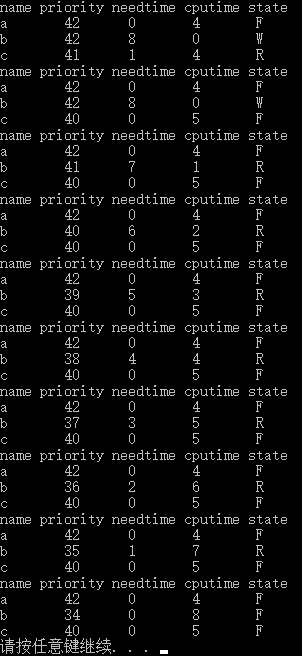 name priority needtime cputime state
a 42 0 4 F
b 42 8 0 W
c 41 1 4 R
name priority needtime cputime state
a 42 0 4 F
b 42 8 0 W
c 40 0 5 F
name priority needtime cputime state
a 42 0 4 F
b 41 7 1 R
c 40 0 5 F
name priority needtime cputime state
a 42 0 4 F
b 40 6 2 R
c 40 0 5 F
name priority needtime cputime state
a 42 0 4 F
b 39 5 3 R
c 40 0 5 F
name priority needtime cputime state
a 42 0 4 F
b 38 4 4 R
c 40 0 5 F
name priority needtime cputime state
a 42 0 4 F
b 37 3 5 R
c 40 0 5 F
name priority needtime cputime state
a 42 0 4 F
b 36 2 6 R
c 40 0 5 F
name priority needtime cputime state
a 42 0 4 F
b 35 1 7 R
c 40 0 5 F
name priority needtime cputime state
a 42 0 4 F
b 34 0 8 F
c 40 0 5 F
请按任意键继续. . .